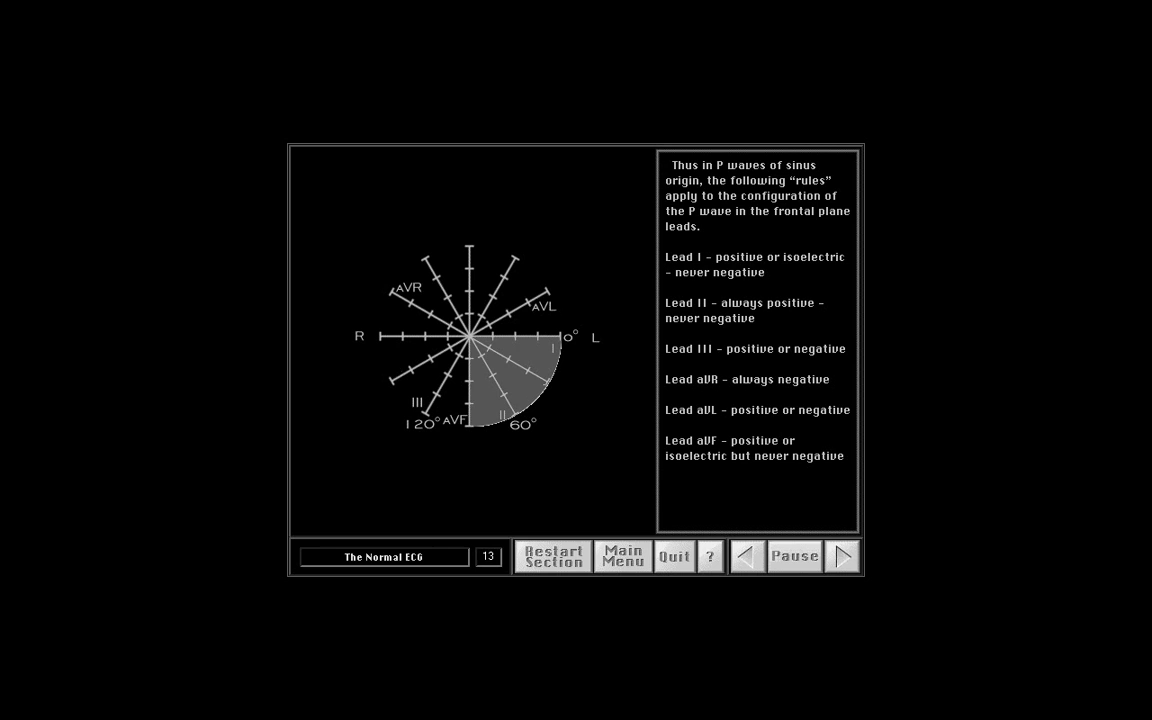 Thus in P waves of sinus
origin, the following “rules”
apply to the configuration of
the P wave in the frontal plane
leads.
Lead I - positive or isoelectric
- never negative
Lead II - always positive -
never negative
Lead III - positive or negative
Lead aVR - always negative
Lead aVL - positive or negative
Lead aVF - positive or
isoelectric but never negative
AVR
AVL
R
0° L
I
III
II
120° AVF
60°
The Normal ECG
13
Restart
Section
Main
Menu
Quit
?
Pause